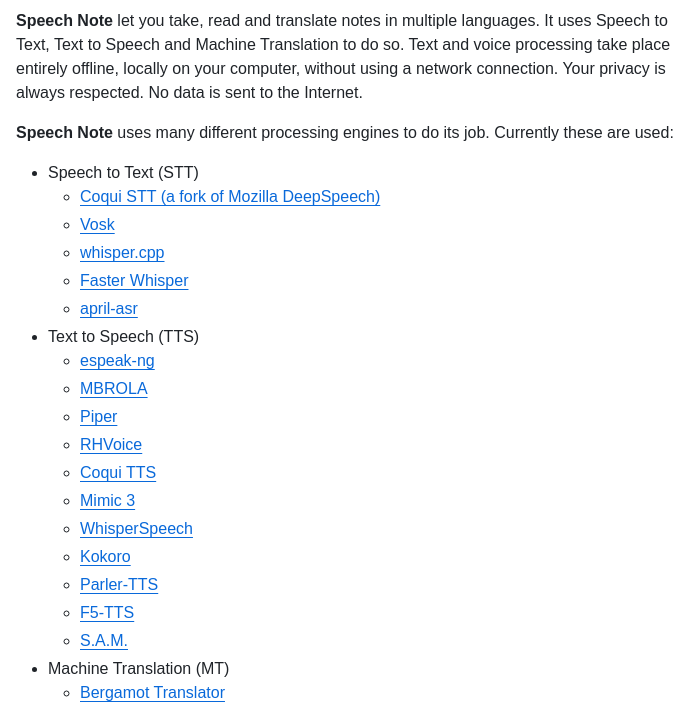 Speech Note let you take, read and translate notes in multiple languages. It uses Speech to
Text, Text to Speech and Machine Translation to do so. Text and voice processing take place
entirely offline, locally on your computer, without using a network connection. Your privacy is
always respected. No data is sent to the Internet.
Speech Note uses many different processing engines to do its job. Currently these are used:
Speech to Text (STT)
Coqui STT (a fork of Mozilla DeepSpeech)
Vosk
whisper.cpp
Faster Whisper
april-asr
Text to Speech (TTS)
espeak-ng
MBROLA
Piper
RHVoice
Coqui TTS
Mimic 3
WhisperSpeech
Kokoro
Parler-TTS
F5-TTS
S.A.M.
Machine Translation (MT)
Bergamot Translator